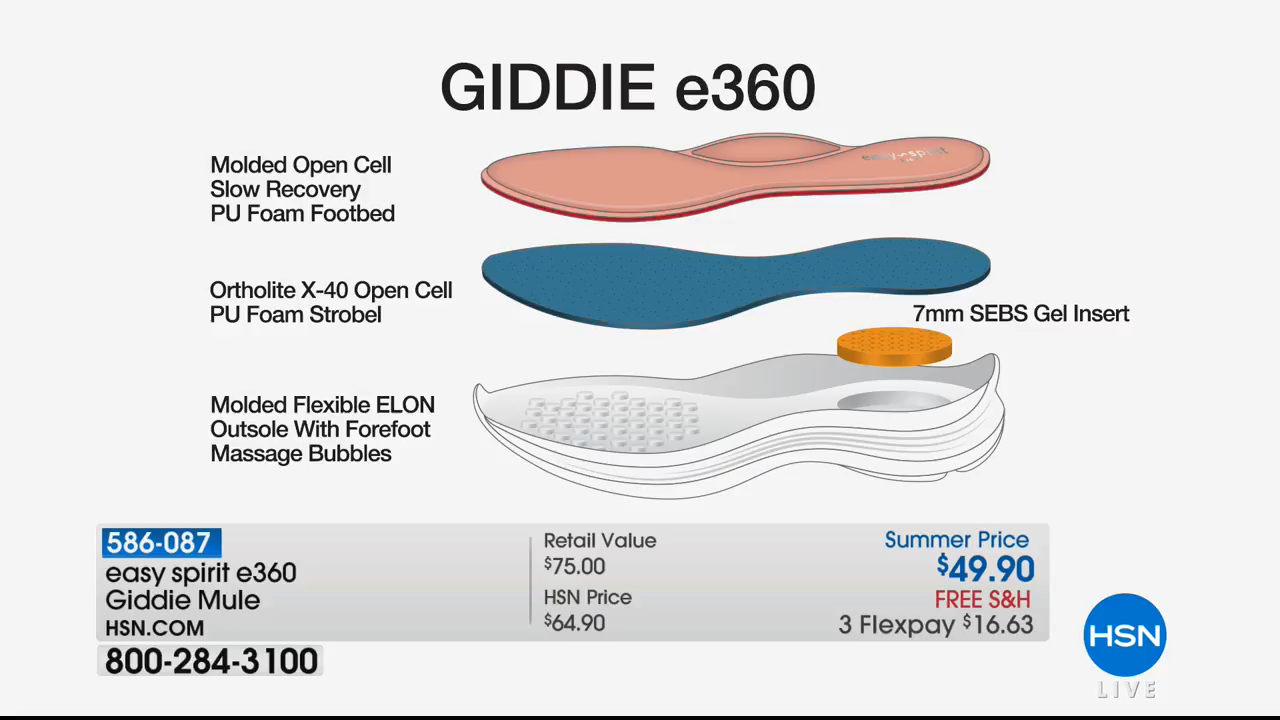 GIDDIE e360
Molded Open Cell
Slow Recovery
PU Foam Footbed
easy spirit
Ortholite X-40 Open Cell
PU Foam Strobel
7mm SEBS Gel Insert
Molded Flexible ELON
Outsole With Forefoot
Massage Bubbles
586-087
easy spirit e360
Giddie Mule
HSN.COM
800-284-3100
Retail Value
$75.00
HSN Price
$64.90
Summer Price
$49.90
FREE S&H
3 Flexpay $16.63
HSN
LIVE